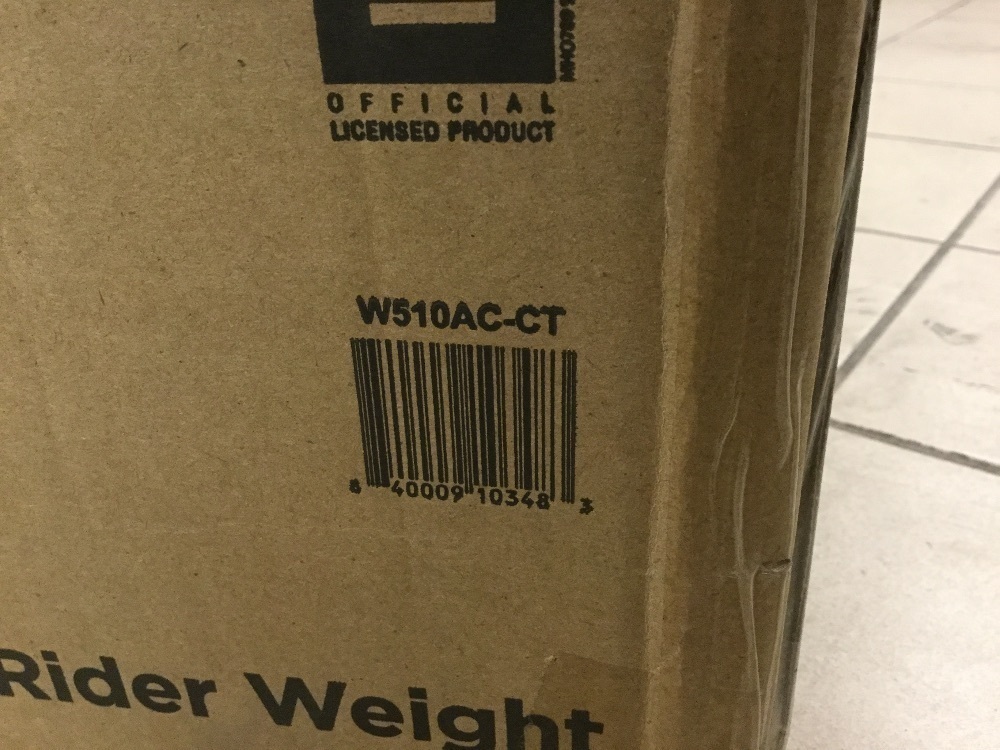 OFFICIAL
LICENSED PRODUCT
W510AC-CT
8 40009 10348 3
Rider Weight